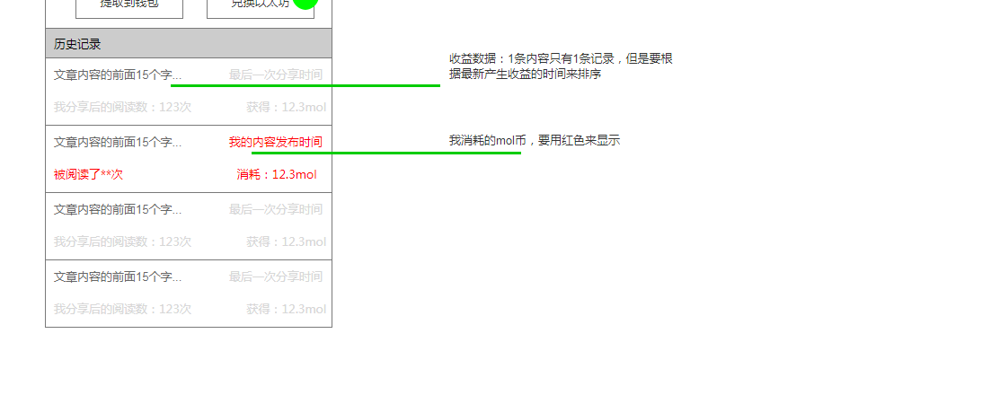 提取到钱包
兑换以太坊
历史记录
文章内容的前面15个字...
最后一次分享时间
我分享后的阅读数：123次
获得：12.3mol
文章内容的前面15个字...
我的内容发布时间
被阅读了**次
消耗：12.3mol
文章内容的前面15个字...
最后一次分享时间
我分享后的阅读数：123次
获得：12.3mol
文章内容的前面15个字...
最后一次分享时间
我分享后的阅读数：123次
获得：12.3mol
收益数据：1条内容只有1条记录，但是要根
据最新产生收益的时间来排序
我消耗的mol币，要用红色来显示